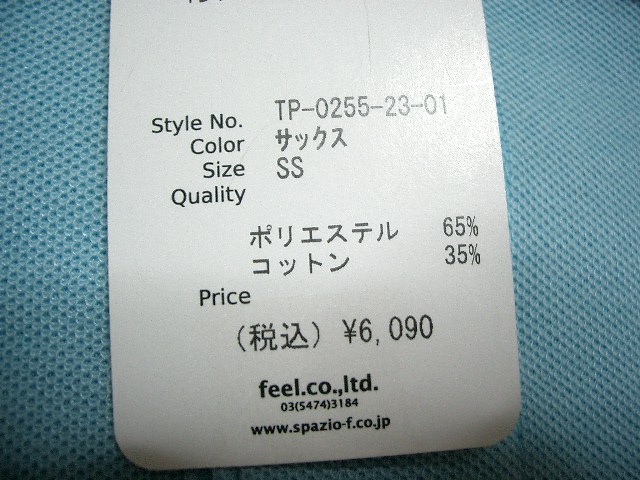 Style No. TP-0255-23-01
Color サックス
Size SS
Quality
ポリエステル 65%
コットン 35%
Price
(税込) ¥6,090
feel.co.,ltd.
03(5474)3184
www.spazio-f.co.jp